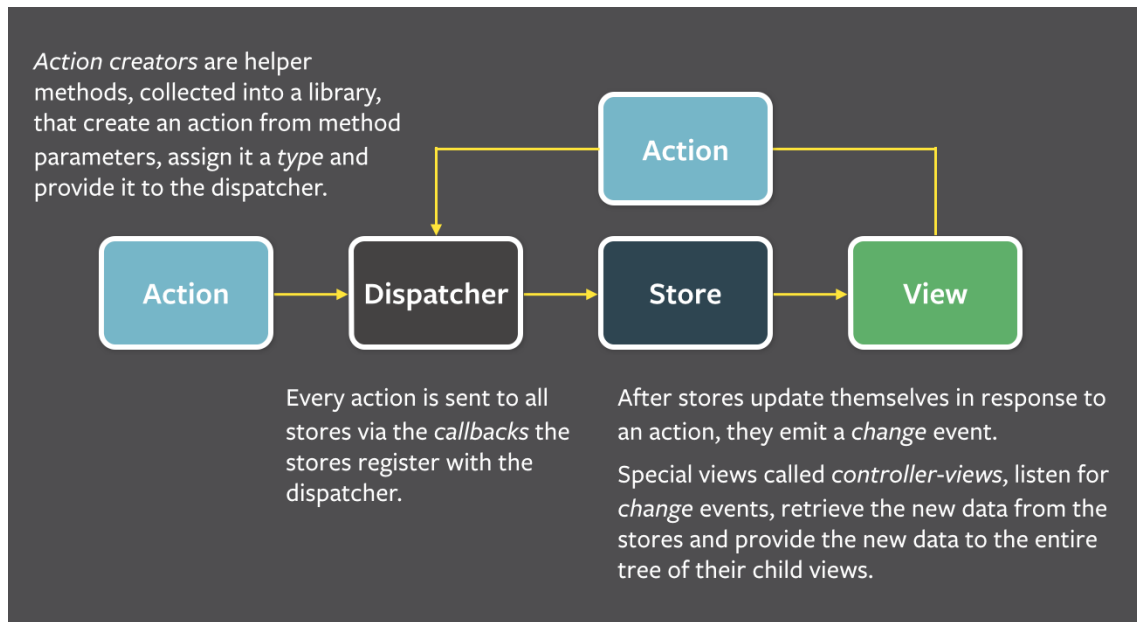 Action creators are helper
methods, collected into a library,
that create an action from method
parameters, assign it a type and
provide it to the dispatcher.
Action
Action
Dispatcher
Store
View
Every action is sent to all
stores via the callbacks the
stores register with the
dispatcher.
After stores update themselves in response to
an action, they emit a change event.
Special views called controller-views, listen for
change events, retrieve the new data from the
stores and provide the new data to the entire
tree of their child views.